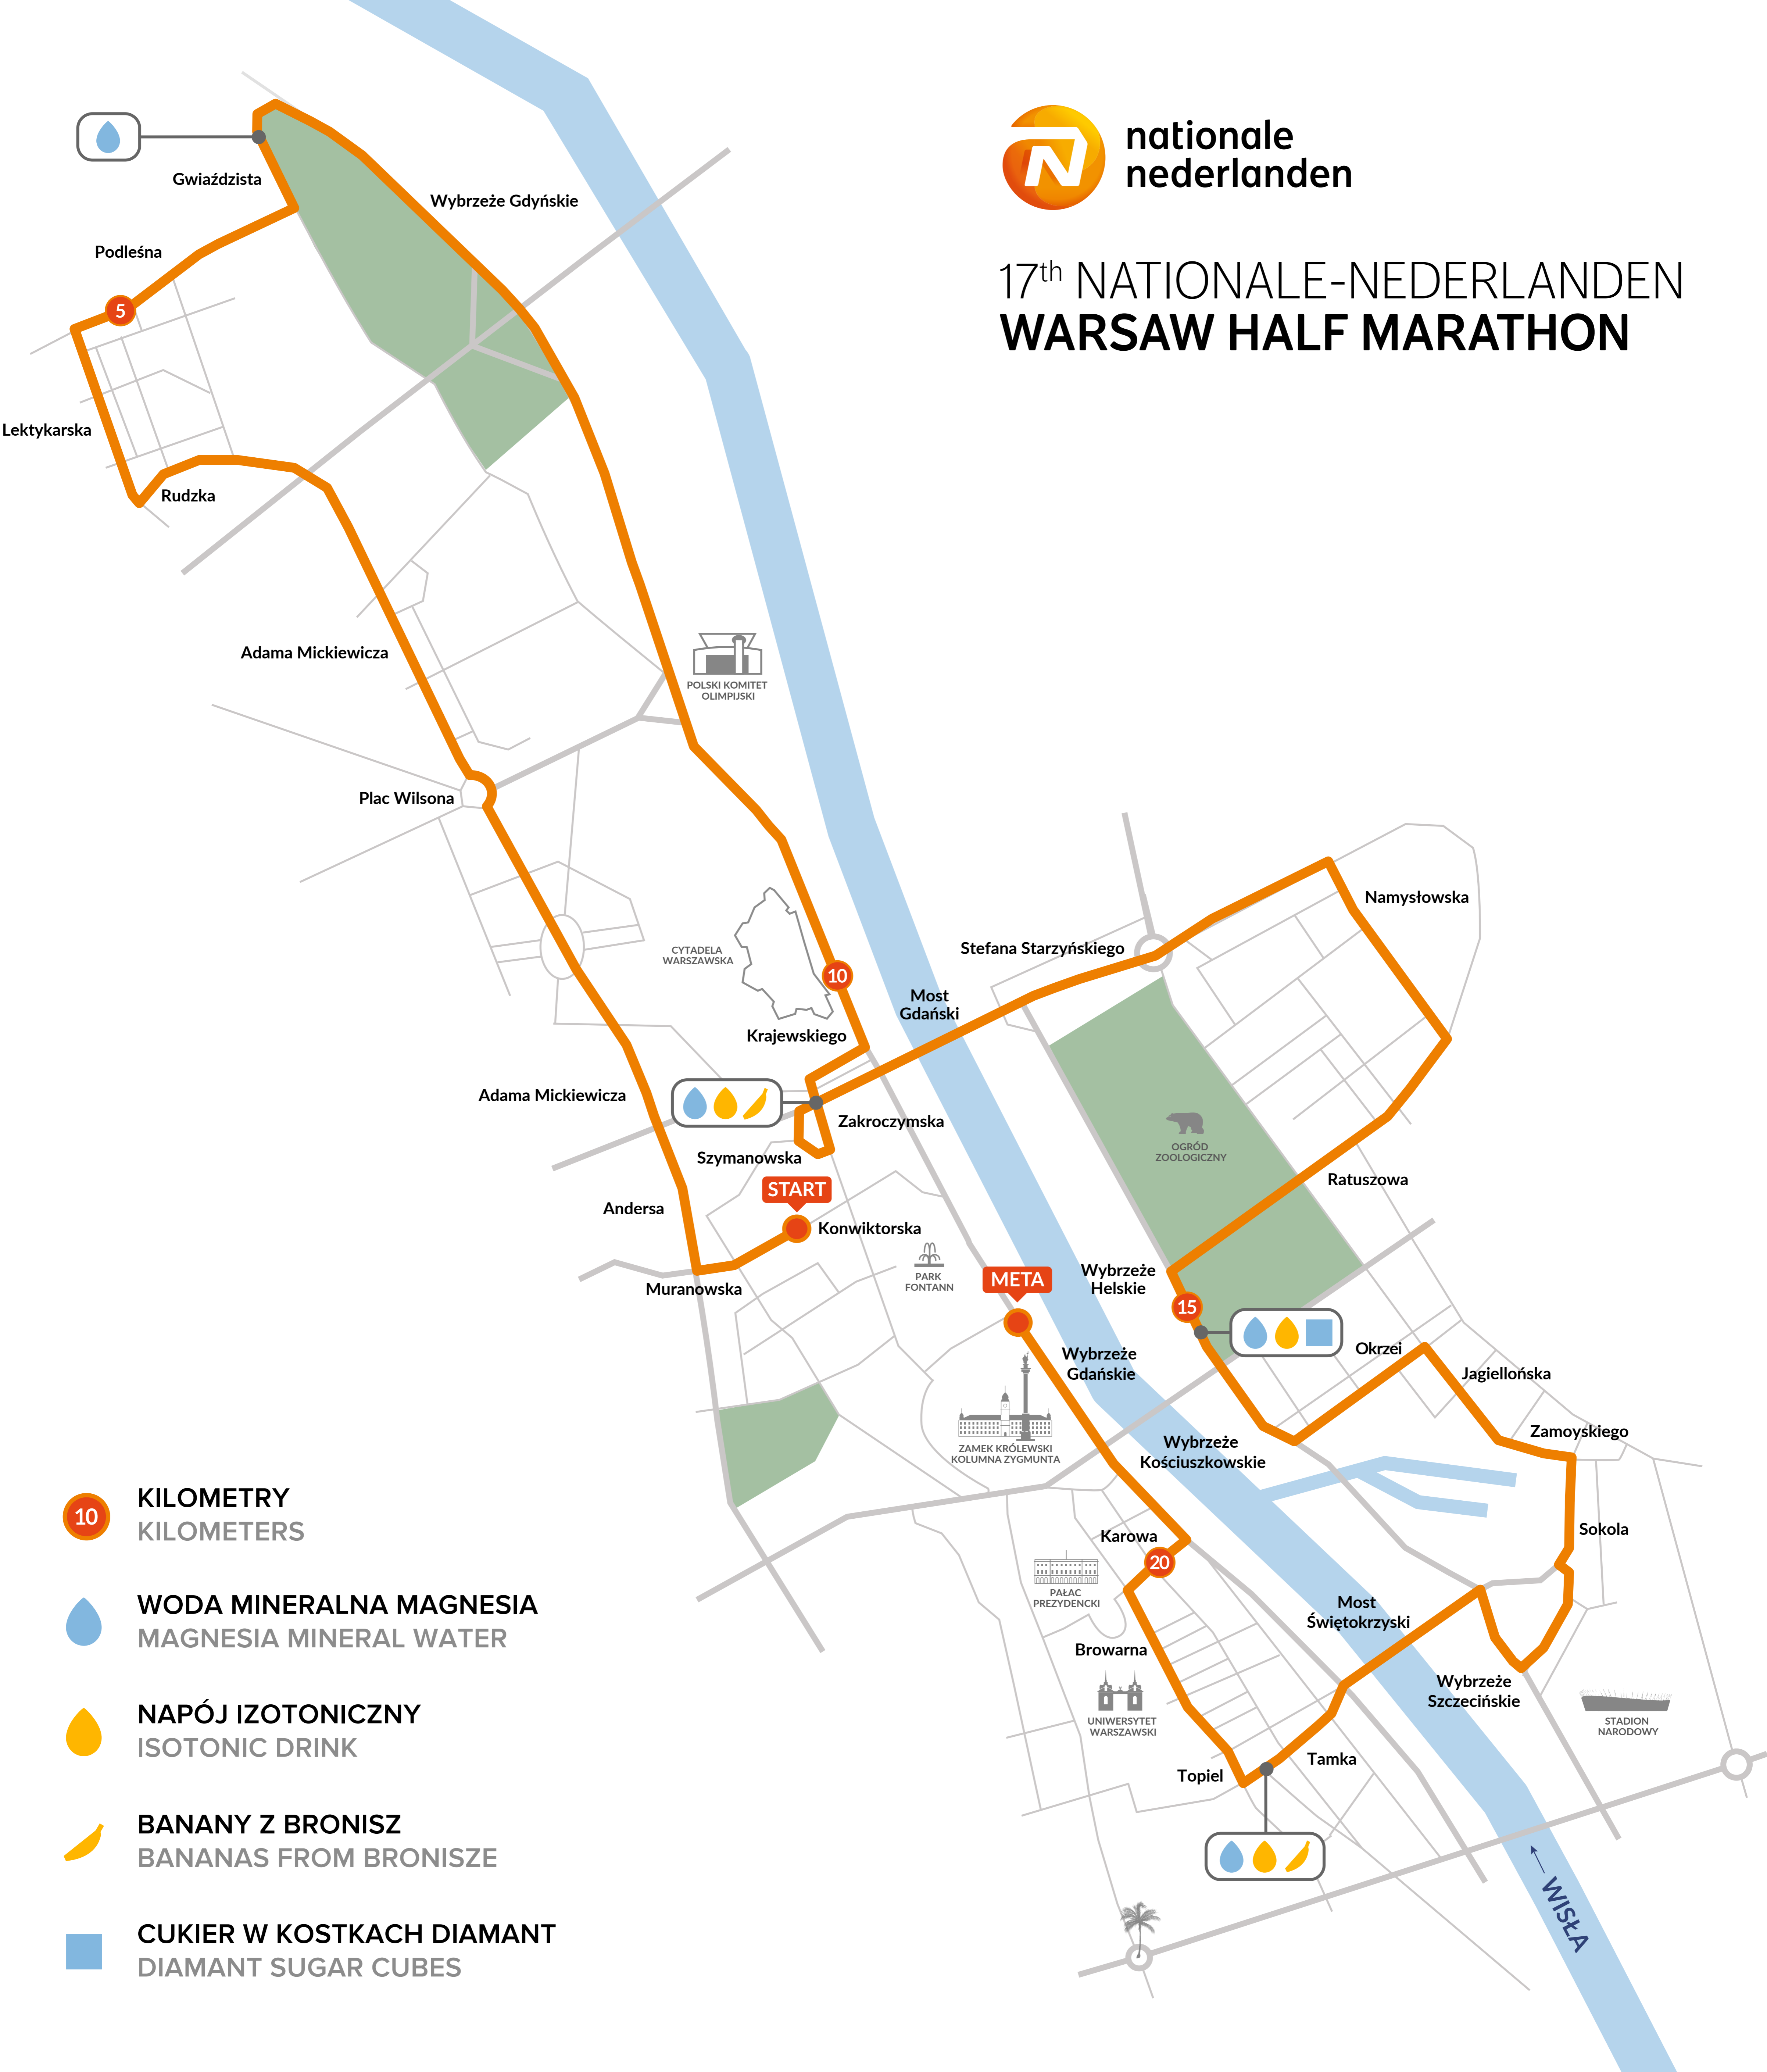 nationale
nederlanden
17th NATIONALE-NEDERLANDEN
WARSAW HALF MARATHON
Gwiaździsta
Wybrzeże Gdyńskie
Podleśna
5
Lektykarska
Rudzka
Adama Mickiewicza
POLSKI KOMITET
OLIMPIJSKI
Plac Wilsona
Namysłowska
Stefana Starzyńskiego
CYTADELA
WARSZAWSKA
10
Most
Gdański
Krajewskiego
Adama Mickiewicza
Zakroczymska
Szymanowska
OGRÓD
ZOOLOGICZNY
Ratuszowa
START
Andersa
Konwiktorska
Muranowska
PARK
FONTANN
META
Wybrzeże
Helskie
15
Wybrzeże
Gdańskie
Okrzei
Jagiellońska
Zamoyskiego
ZAMEK KRÓLEWSKI
KOLUMNA ZYGMUNTA
Wybrzeże
Kościuszkowskie
Sokola
Karowa
20
PAŁAC
PREZYDENCKI
Most
Świętokrzyski
Browarna
Wybrzeże
Szczecińskie
UNIWERSYTET
WARSZAWSKI
STADION
NARODOWY
Tamka
Topiel
WISŁA
10
KILOMETRY
KILOMETERS
WODA MINERALNA MAGNESIA
MAGNESIA MINERAL WATER
NAPÓJ IZOTONICZNY
ISOTONIC DRINK
BANANY Z BRONISZ
BANANAS FROM BRONISZE
CUKIER W KOSTKACH DIAMANT
DIAMANT SUGAR CUBES